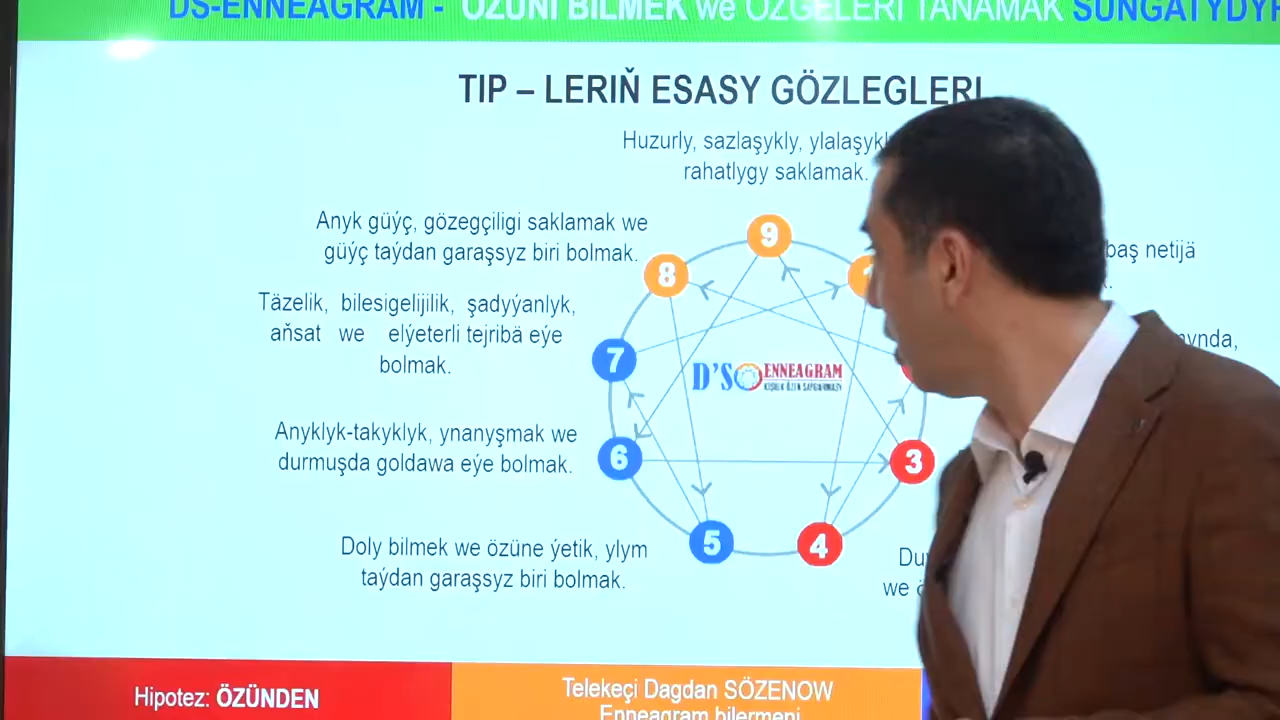 DS-ENNEAGRAM - ÖZÜNI BILMEK we ÖZGELERI TANAMAK SUNGATYDYR
TIP – LERIŇ ESASY GÖZLEGLERI
Huzurly, sazlaşykly,
rahatlygy saklamak.
Anyk güýç, gözegçiligi saklamak we
güýç taýdan garaşsyz biri bolmak.
9
8
baş netijä
Täzelik, bilesigelijilik, şadyýanlyk,
aňsat we elýeterli tejribä eýe
bolmak.
7
D'S ENNEAGRAM
Anyklyk-takyklyk, ynanyşmak we
durmuşda goldawa eýe bolmak.
6
3
Doly bilmek we özüne ýetik, ylym
taýdan garaşsyz biri bolmak.
5
4
we
Hipotez: ÖZÜNDEN
Telekeçi Dagdan SÖZENOW
Enneagram bilermeni